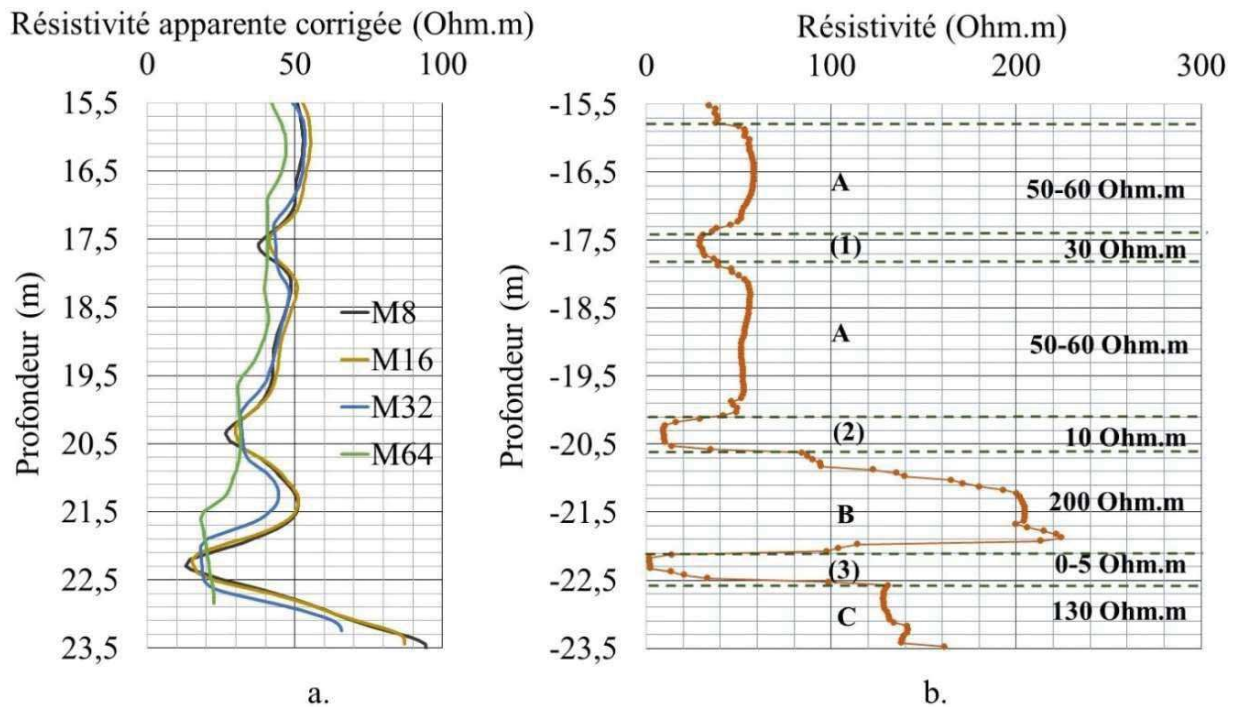 Résistivité apparente corrigée (Ohm.m)
0 50 100
15,5
16,5
17,5
18,5
19,5
20,5
21,5
22,5
23,5
Profondeur (m)
M8
M16
M32
M64
a.
Résistivité (Ohm.m)
0 100 200 300
-15,5
-16,5
-17,5
-18,5
-19,5
-20,5
-21,5
-22,5
-23,5
Profondeur (m)
A 50-60 Ohm.m
(1) 30 Ohm.m
A 50-60 Ohm.m
(2) 10 Ohm.m
B 200 Ohm.m
(3) 0-5 Ohm.m
C 130 Ohm.m
b.